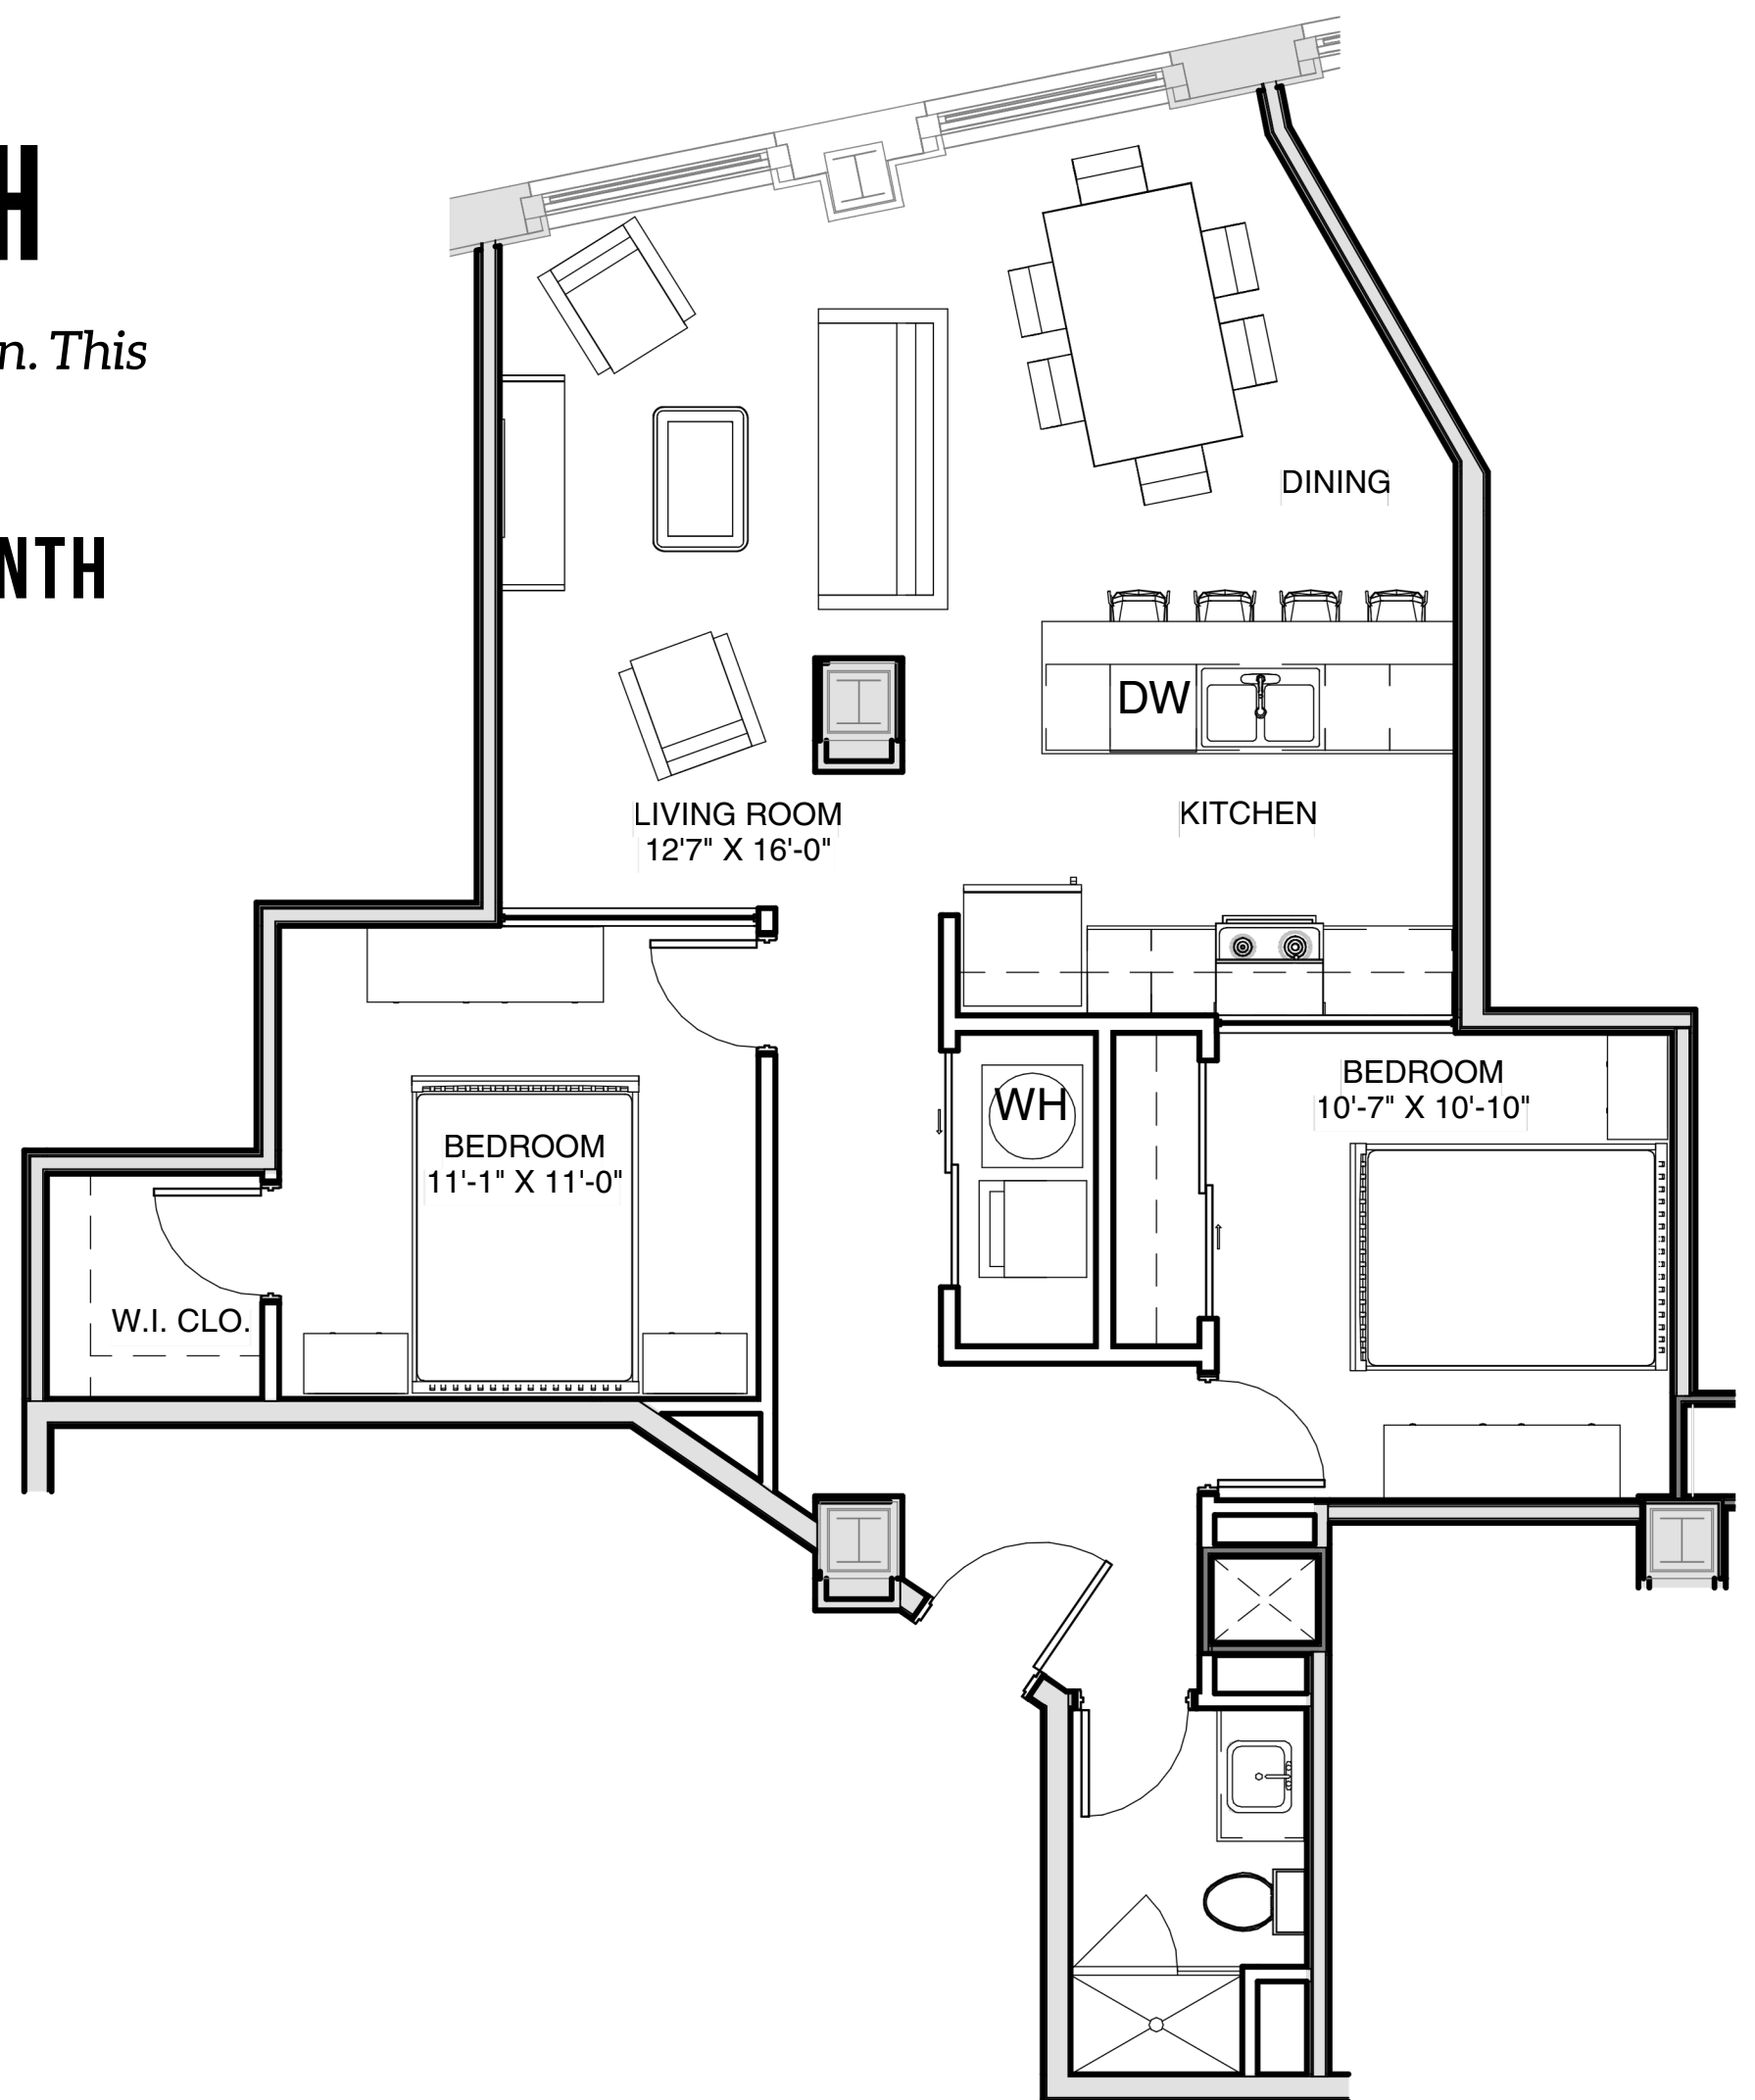 H
n. This
NTH
DINING
DW
LIVING ROOM
12'7" X 16'-0"
KITCHEN
BEDROOM
10'-7" X 10'-10"
WH
BEDROOM
11'-1" X 11'-0"
W.I. CLO.